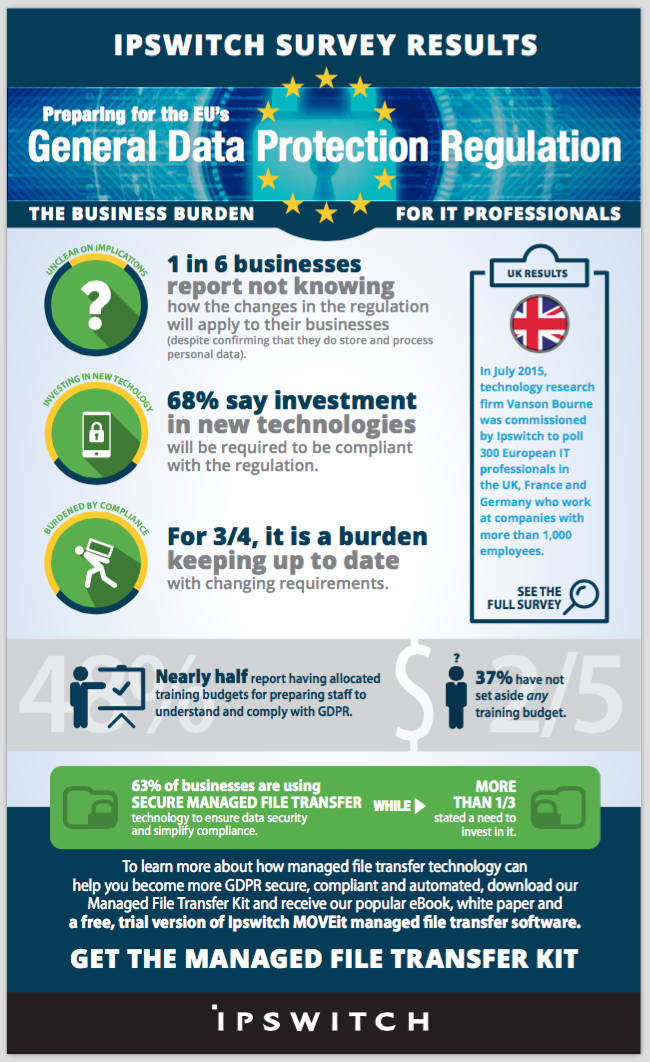 IPSWITCH SURVEY RESULTS
Preparing for the EU's
General Data Protection Regulation
THE BUSINESS BURDEN
FOR IT PROFESSIONALS
UNCLEAR ON IMPLICATIONS
1 in 6 businesses
report not knowing
how the changes in the regulation
will apply to their businesses
(despite confirming that they do store and process
personal data).
INVESTING IN NEW TECHOLOGY
68% say investment
in new technologies
will be required to be compliant
with the regulation.
BURDENED BY COMPLIANCE
For 3/4, it is a burden
keeping up to date
with changing requirements.
UK RESULTS
In July 2015,
technology research
firm Vanson Bourne
was commissioned
by Ipswitch to poll
300 European IT
professionals in
the UK, France and
Germany who work
at companies with
more than 1,000
employees.
SEE THE
FULL SURVEY
48%
Nearly half report having allocated
training budgets for preparing staff to
understand and comply with GDPR.
$
?
2/5
37% have not
set aside any
training budget.
63% of businesses are using
SECURE MANAGED FILE TRANSFER
technology to ensure data security
and simplify compliance.
WHILE
MORE
THAN 1/3
stated a need to
invest in it.
To learn more about how managed file transfer technology can
help you become more GDPR secure, compliant and automated, download our
Managed File Transfer Kit and receive our popular eBook, white paper and
a free, trial version of Ipswitch MOVEit managed file transfer software.
GET THE MANAGED FILE TRANSFER KIT
IPSWITCH